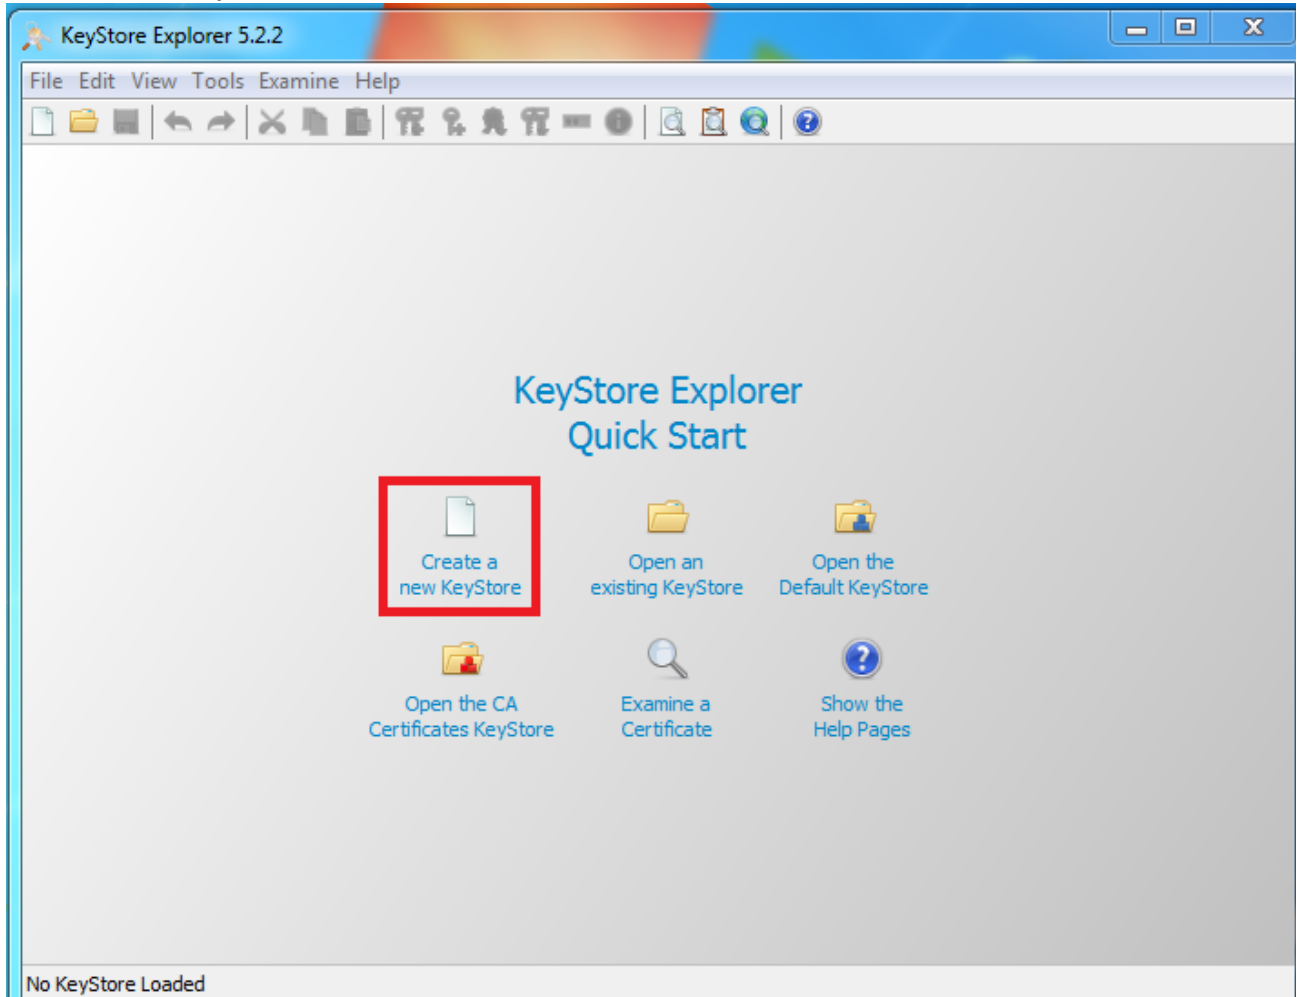 KeyStore Explorer 5.2.2
File Edit View Tools Examine Help
KeyStore Explorer
Quick Start
Create a
new KeyStore
Open an
existing KeyStore
Open the
Default KeyStore
Open the CA
Certificates KeyStore
Examine a
Certificate
Show the
Help Pages
No KeyStore Loaded